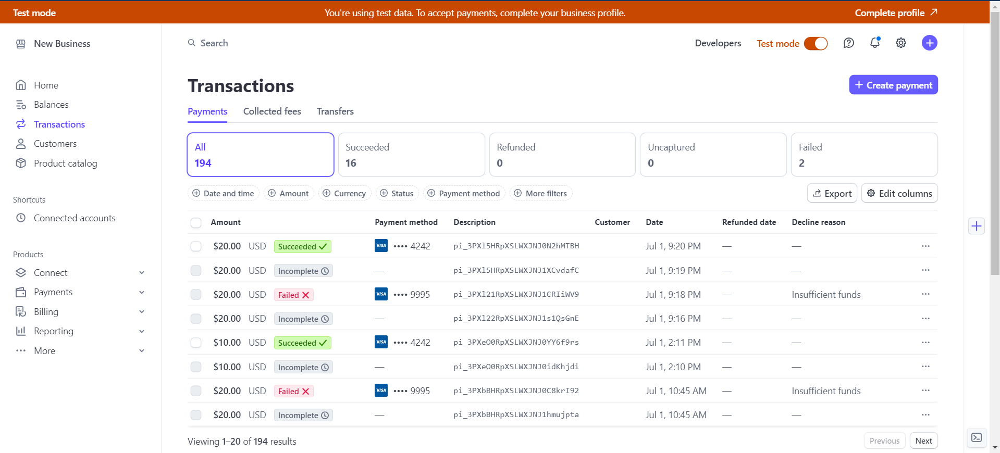 Test mode
You're using test data. To accept payments, complete your business profile.
Complete profile
New Business
Search
Developers
Test mode
Home
Balances
Transactions
Customers
Product catalog
Shortcuts
Connected accounts
Products
Connect
Payments
Billing
Reporting
More
Transactions
Create payment
Payments Collected fees Transfers
All Succeeded Refunded Uncaptured Failed
194 16 0 0 2
Date and time Amount Currency Status Payment method More filters
Export Edit columns
Amount Payment method Description Customer Date Refunded date Decline reason
$20.00 USD Succeeded VISA •••• 4242 pi_3PXl5HRpXSLWXJNJ0N2hMTBH Jul 1, 9:20 PM — —
$20.00 USD Incomplete — pi_3PXl5HRpXSLWXJNJ1XCvdafC Jul 1, 9:19 PM — —
$20.00 USD Failed VISA •••• 9995 pi_3PXl21RpXSLWXJNJ1CRIiWV9 Jul 1, 9:18 PM — Insufficient funds
$20.00 USD Incomplete — pi_3PXl22RpXSLWXJNJ1s1QsGnE Jul 1, 9:16 PM — —
$10.00 USD Succeeded VISA •••• 4242 pi_3PXeO0RpXSLWXJNJ0YY6f9rs Jul 1, 2:11 PM — —
$10.00 USD Incomplete — pi_3PXeO0RpXSLWXJNJ0idKhjdi Jul 1, 2:10 PM — —
$20.00 USD Failed VISA •••• 9995 pi_3PXbBHRpXSLWXJNJ0C8krI92 Jul 1, 10:45 AM — Insufficient funds
$20.00 USD Incomplete — pi_3PXbBHRpXSLWXJNJ1hmujpta Jul 1, 10:45 AM — —
Viewing 1–20 of 194 results
Previous Next